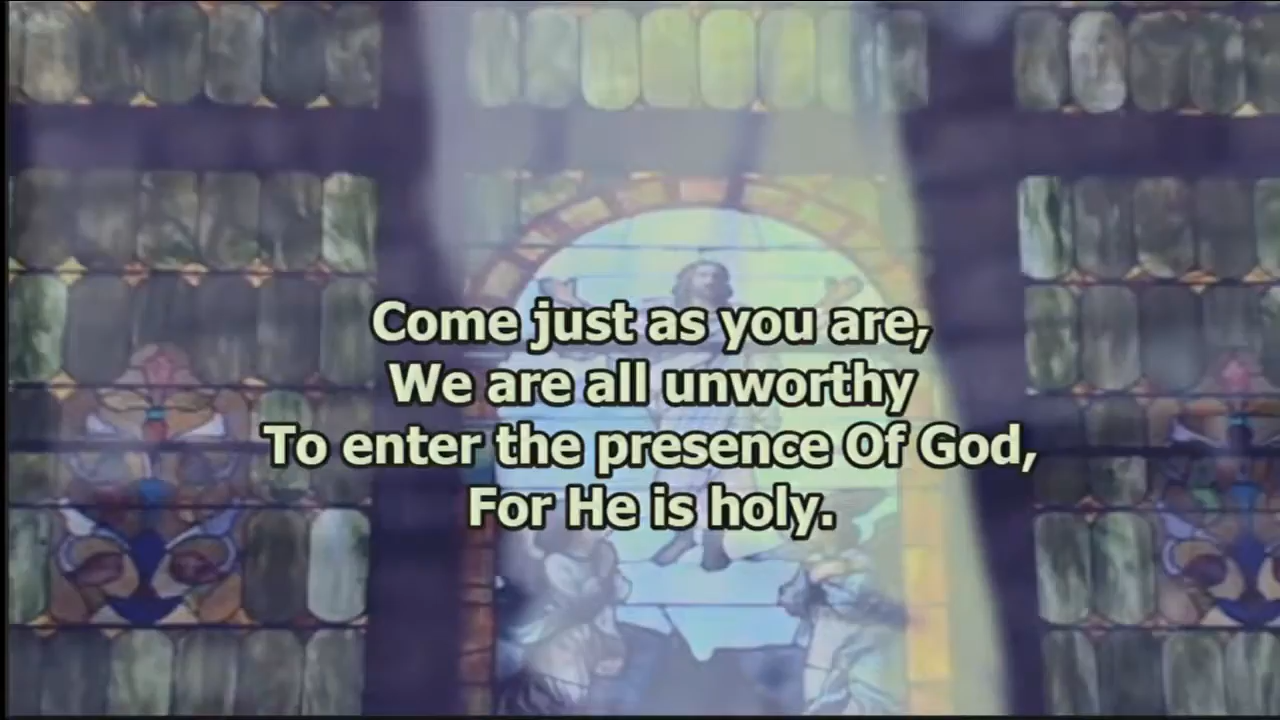 Come just as you are,
We are all unworthy
To enter the presence Of God,
For He is holy.